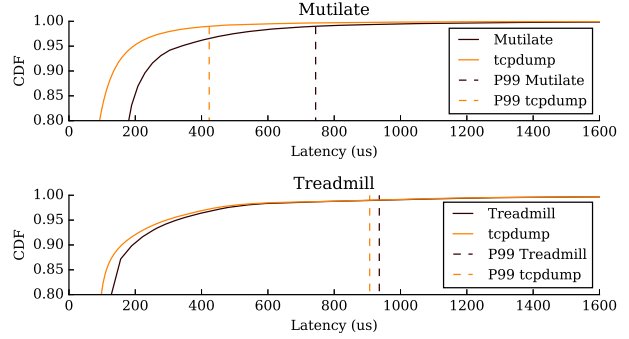 Mutilate
1.00
0.95
0.90
0.85
0.80
CDF
Mutilate
tcpdump
P99 Mutilate
P99 tcpdump
0 200 400 600 800 1000 1200 1400 1600
Latency (us)
Treadmill
1.00
0.95
0.90
0.85
0.80
CDF
Treadmill
tcpdump
P99 Treadmill
P99 tcpdump
0 200 400 600 800 1000 1200 1400 1600
Latency (us)